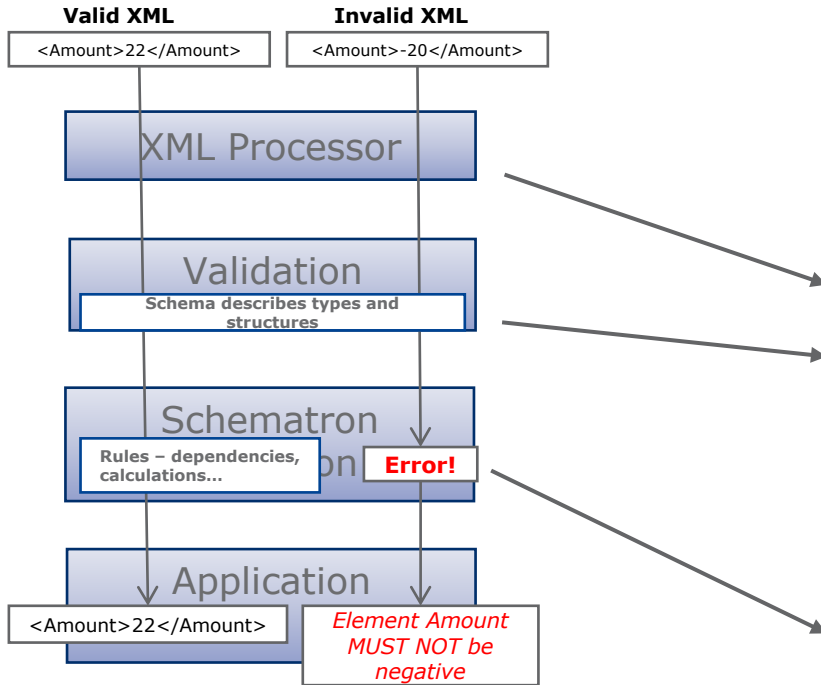 Valid XML
Invalid XML
<Amount>22</Amount>
<Amount>-20</Amount>
XML Processor
Validation
Schema describes types and
structures
Schematron
Rules – dependencies,
calculations...
on
Error!
Application
<Amount>22</Amount>
Element Amount
MUST NOT be
negative